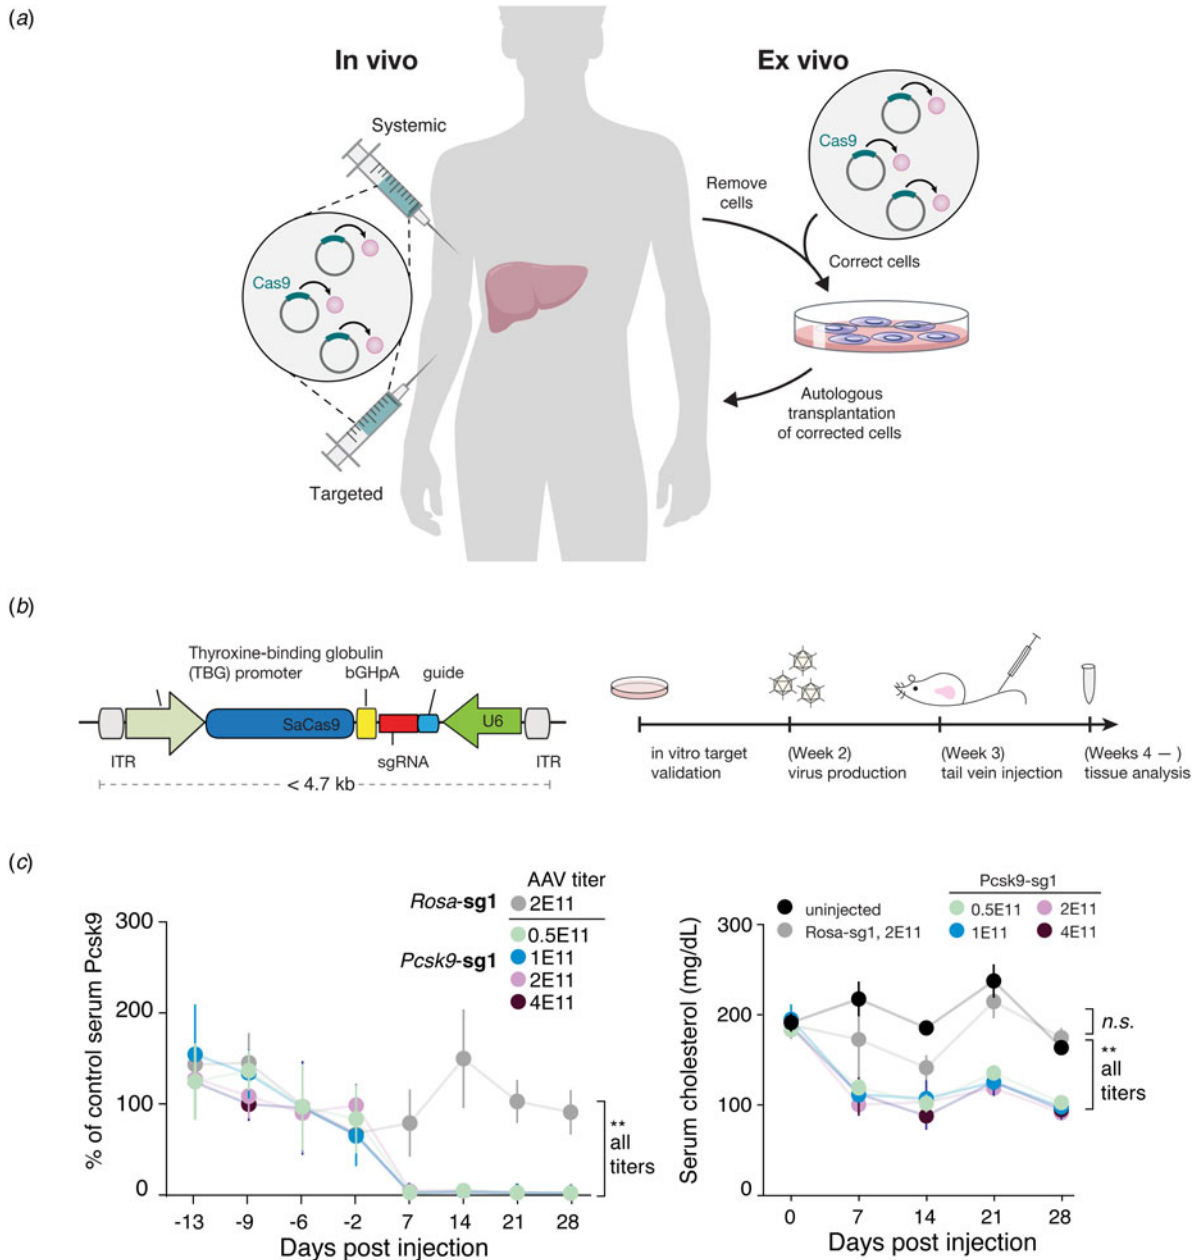 (a)
In vivo
Ex vivo
Systemic
Cas9
Targeted
Cas9
Remove
cells
Correct cells
Autologous
transplantation
of corrected cells
(b)
Thyroxine-binding globulin
(TBG) promoter
bGHpA
guide
SaCas9
U6
ITR
sgRNA
ITR
< 4.7 kb
in vitro target
validation
(Week 2)
virus production
(Week 3)
tail vein injection
(Weeks 4 — )
tissue analysis
(c)
AAV titer
Rosa-sg1
2E11
Pcsk9-sg1
0.5E11
1E11
2E11
4E11
% of control serum Pcsk9
300
200
100
0
-13 -9 -6 -2 7 14 21 28
Days post injection
**
all
titers
Pcsk9-sg1
uninjected
Rosa-sg1, 2E11
0.5E11
2E11
1E11
4E11
Serum cholesterol (mg/dL)
300
200
100
0
0 7 14 21 28
Days post injection
n.s.
**
all
titers